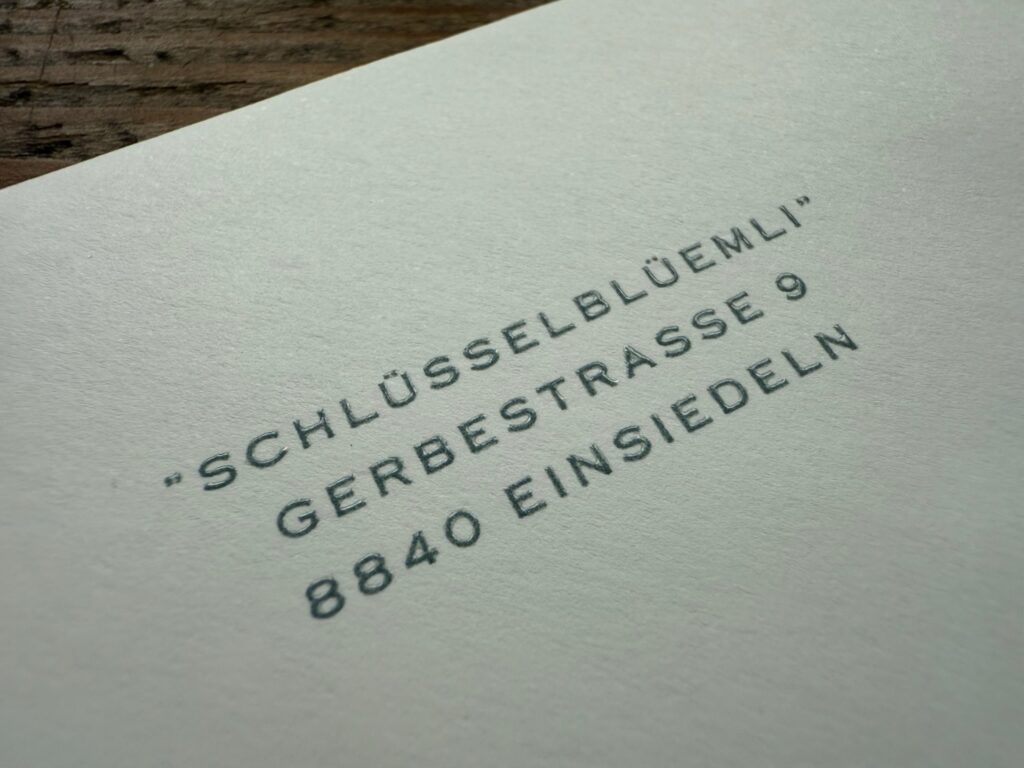 "SCHLÜSSELBLÜEMLI"
GERBESTRASSE 9
8840 EINSIEDELN